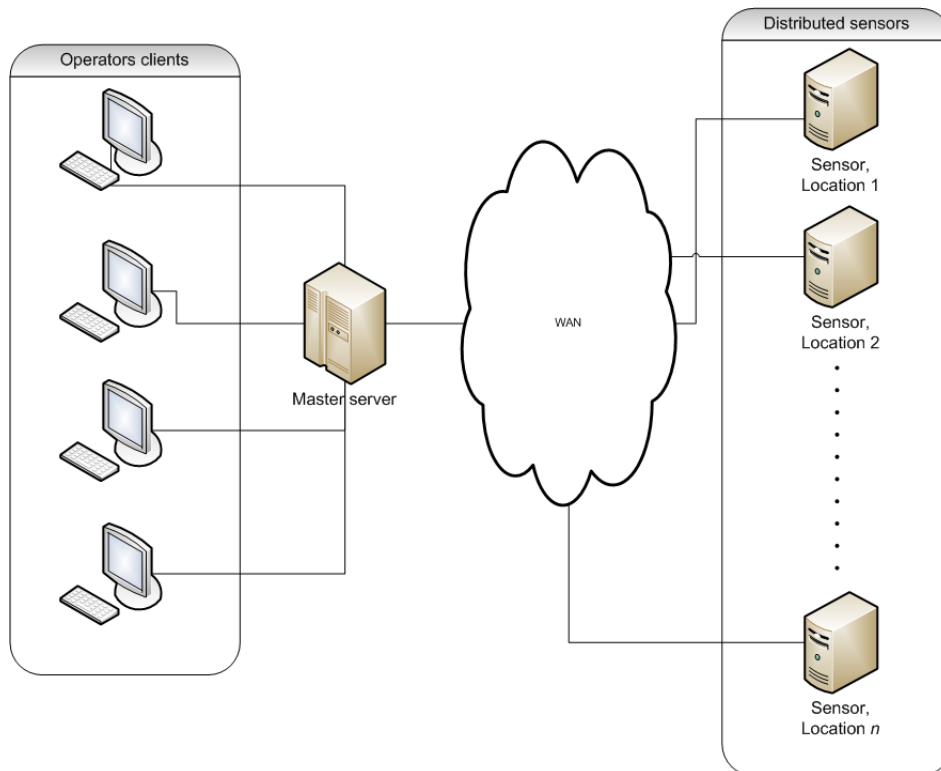 Operators clients
Distributed sensors
Sensor,
Location 1
Sensor,
Location 2
WAN
Master server
Sensor,
Location n